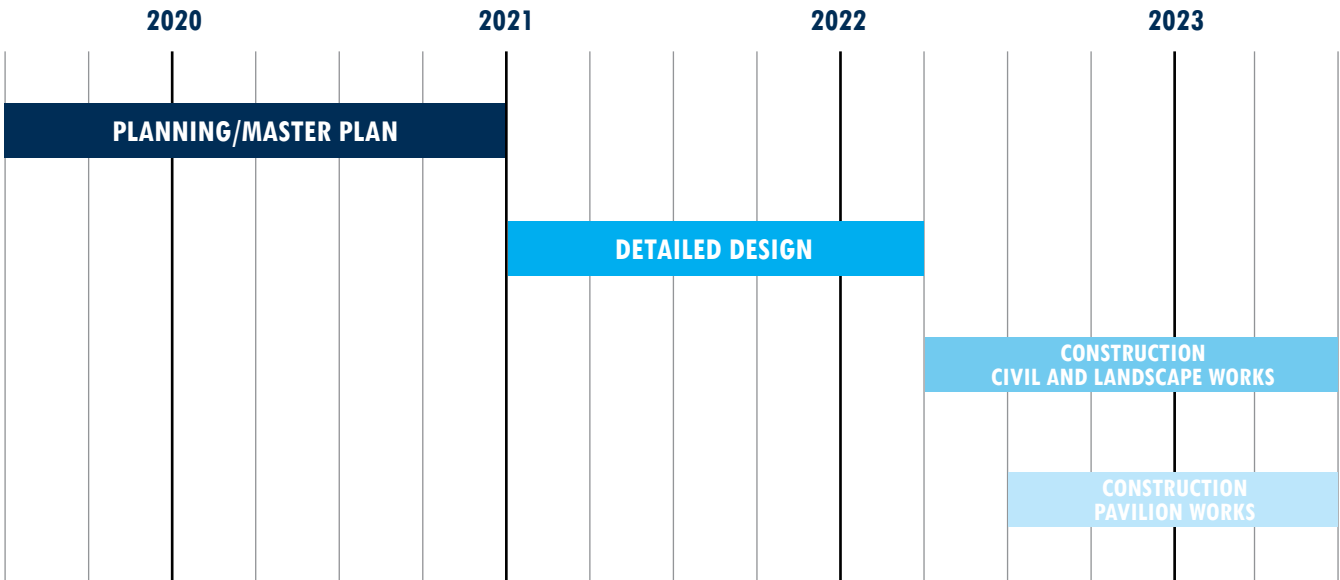 2020 2021 2022 2023
PLANNING/MASTER PLAN
DETAILED DESIGN
CONSTRUCTION
CIVIL AND LANDSCAPE WORKS
CONSTRUCTION
PAVILION WORKS